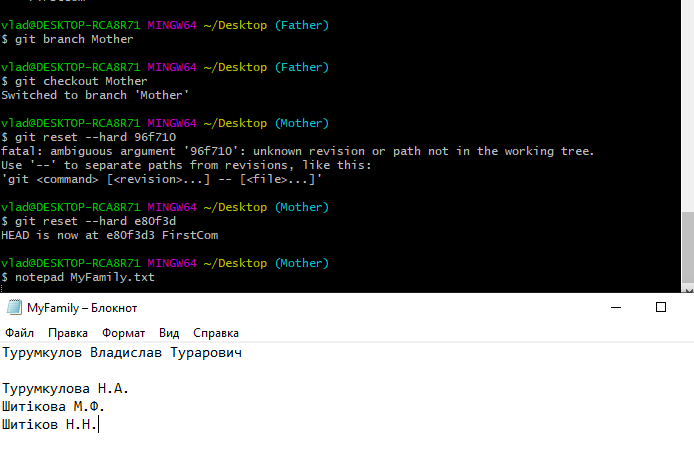 vlad@DESKTOP-RCA8R71 MINGW64 ~/Desktop (Father)
$ git branch Mother
vlad@DESKTOP-RCA8R71 MINGW64 ~/Desktop (Father)
$ git checkout Mother
Switched to branch 'Mother'
vlad@DESKTOP-RCA8R71 MINGW64 ~/Desktop (Mother)
$ git reset --hard 96f710
fatal: ambiguous argument '96f710': unknown revision or path not in the working tree.
Use '--' to separate paths from revisions, like this:
'git <command> [<revision>...] -- [<file>...]'
vlad@DESKTOP-RCA8R71 MINGW64 ~/Desktop (Mother)
$ git reset --hard e80f3d
HEAD is now at e80f3d3 FirstCom
vlad@DESKTOP-RCA8R71 MINGW64 ~/Desktop (Mother)
$ notepad MyFamily.txt
MyFamily – Блокнот
Файл Правка Формат Вид Справка
Турумкулов Владислав Турарович
Турумкулова Н.А.
Шитікова М.Ф.
Шитіков Н.Н.